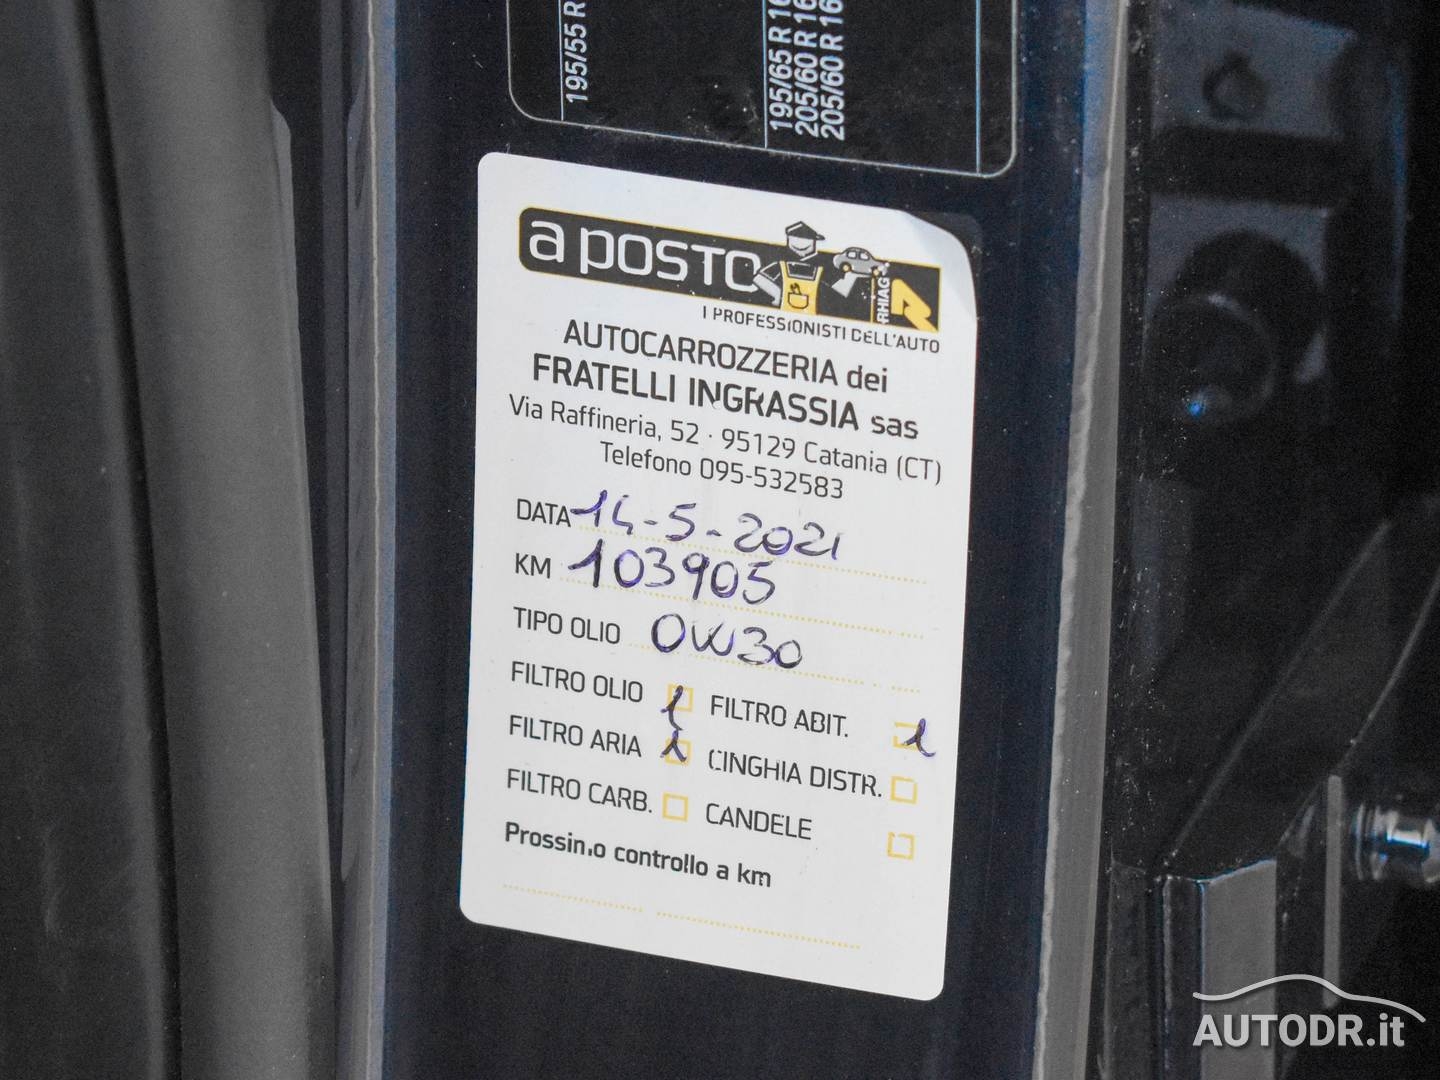 195/55 R
195/65 R 16
205/60 R 16
205/60 R 16
a POSTO
RHIAG
I PROFESSIONISTI DELL'AUTO
AUTOCARROZZERIA dei
FRATELLI INGRASSIA sas
Via Raffineria, 52 · 95129 Catania (CT)
Telefono 095-532583
DATA 14-5-2021
KM 103905
TIPO OLIO 0W30
FILTRO OLIO 1 FILTRO ABIT. 1
FILTRO ARIA 1 CINGHIA DISTR.
FILTRO CARB. CANDELE
Prossimo controllo a km
AUTODR.it